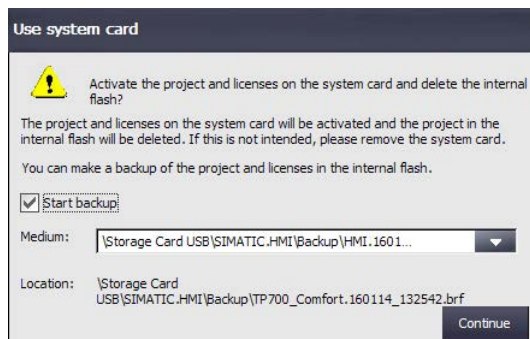 Use system card
Activate the project and licenses on the system card and delete the internal
flash?
The project and licenses on the system card will be activated and the project in the
internal flash will be deleted. If this is not intended, please remove the system card.
You can make a backup of the project and licenses in the internal flash.
Start backup
Medium: \Storage Card USB\SIMATIC.HMI\Backup\HMI.1601...
Location: \Storage Card
USB\SIMATIC.HMI\Backup\TP700_Comfort.160114_132542.brf
Continue